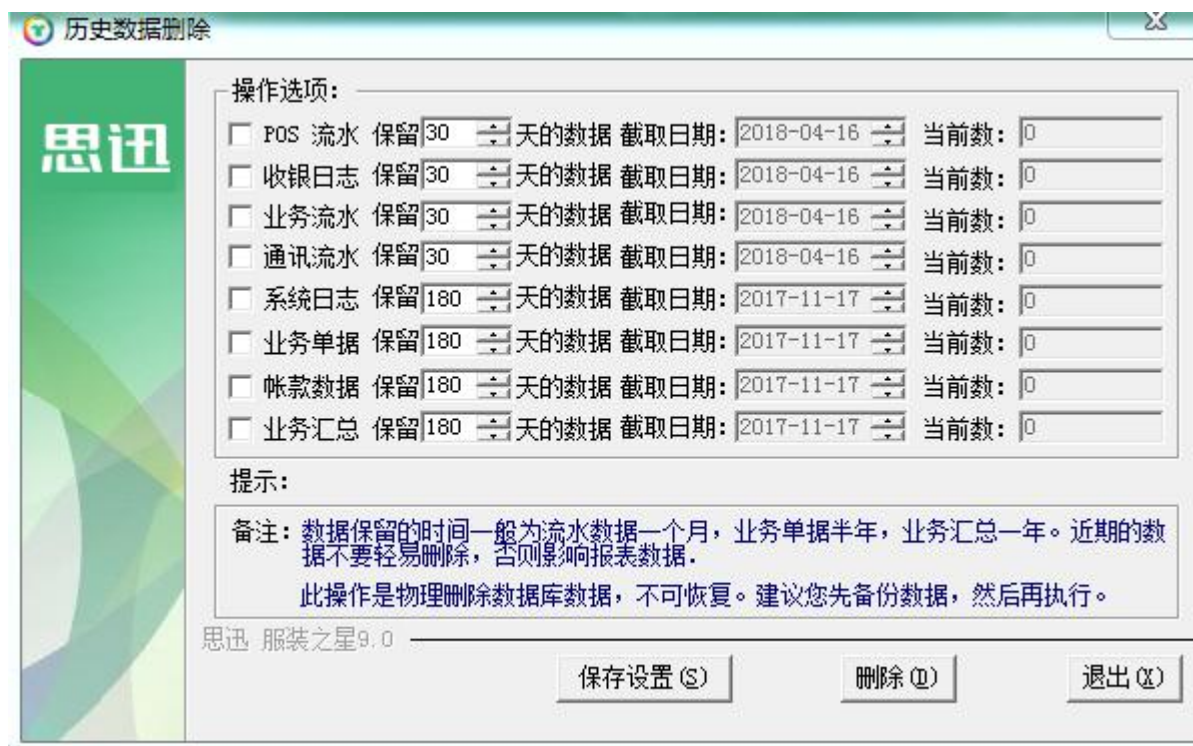 历史数据删除
思迅
操作选项：
POS 流水 保留 30 天的数据 截取日期： 2018-04-16 当前数： 0
收银日志 保留 30 天的数据 截取日期： 2018-04-16 当前数： 0
业务流水 保留 30 天的数据 截取日期： 2018-04-16 当前数： 0
通讯流水 保留 30 天的数据 截取日期： 2018-04-16 当前数： 0
系统日志 保留 180 天的数据 截取日期： 2017-11-17 当前数： 0
业务单据 保留 180 天的数据 截取日期： 2017-11-17 当前数： 0
帐款数据 保留 180 天的数据 截取日期： 2017-11-17 当前数： 0
业务汇总 保留 180 天的数据 截取日期： 2017-11-17 当前数： 0
提示：
备注：数据保留的时间一般为流水数据一个月，业务单据半年，业务汇总一年。近期的数
据不要轻易删除，否则影响报表数据.
此操作是物理删除数据库数据，不可恢复。建议您先备份数据，然后再执行。
思迅 服装之星9.0
保存设置(S) 删除(D) 退出(X)